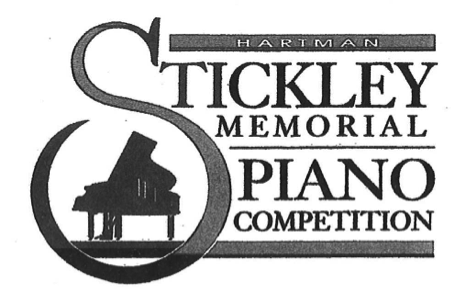 HARTMAN
STICKLEY
MEMORIAL
PIANO
COMPETITION